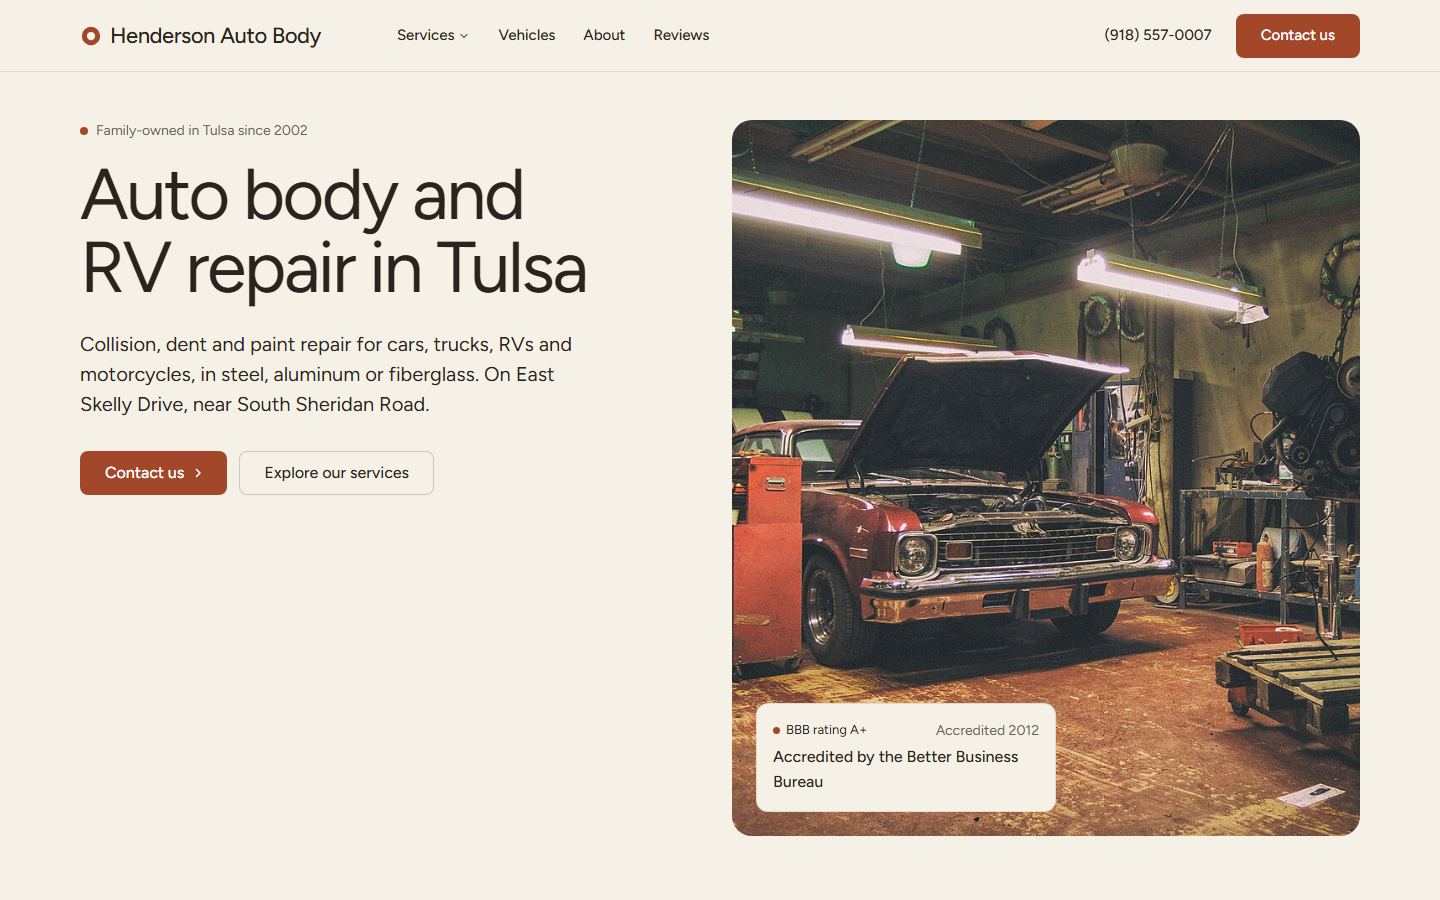 Henderson Auto Body
Services
Vehicles
About
Reviews
(918) 557-0007
Contact us
Family-owned in Tulsa since 2002
Auto body and
RV repair in Tulsa
Collision, dent and paint repair for cars, trucks, RVs and
motorcycles, in steel, aluminum or fiberglass. On East
Skelly Drive, near South Sheridan Road.
Contact us
Explore our services
BBB rating A+
Accredited 2012
Accredited by the Better Business
Bureau